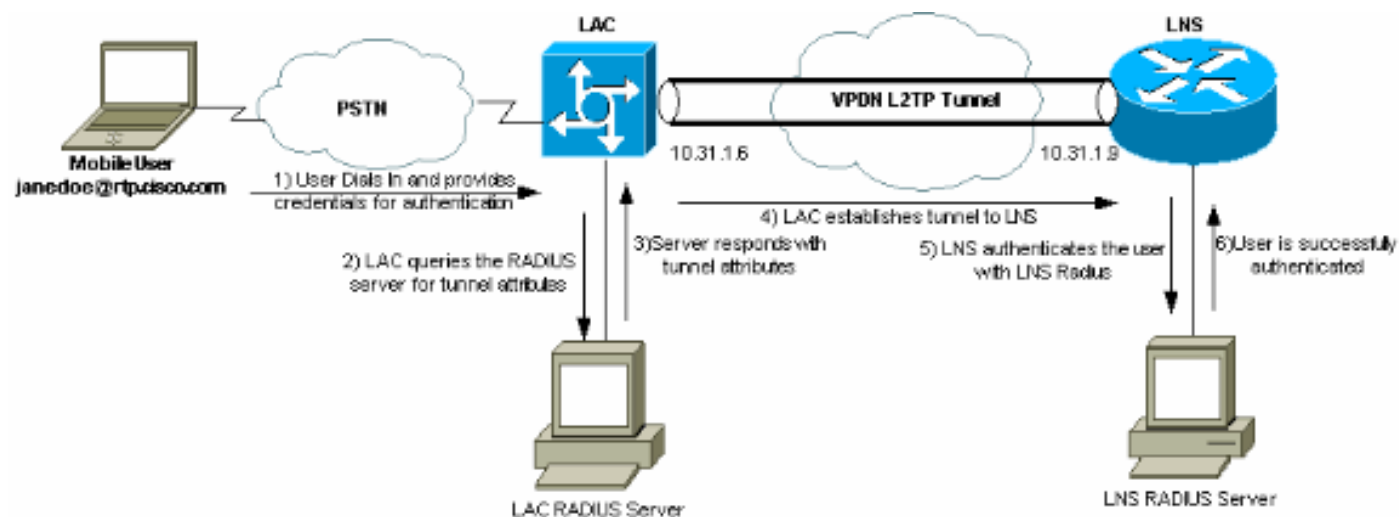 LAC
LNS
PSTN
VPDN L2TP Tunnel
10.31.1.6
10.31.1.9
Mobile User
janedoe@rtp.cisco.com
1) User Dials In and provides
credentials for authentication
4) LAC establishes tunnel to LNS
2) LAC queries the RADIUS
server for tunnel attributes
3)Server responds with
tunnel attributes
5) LNS authenticates the user
with LNS Radius
6)User is successfuly
authenticated
LAC RADIUS Server
LNS RADIUS Server